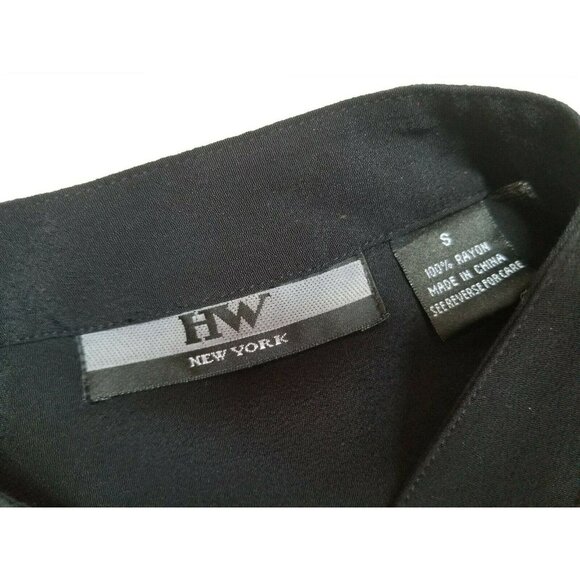 HW
NEW YORK
S
100% RAYON
MADE IN CHINA
SEE REVERSE FOR CARE